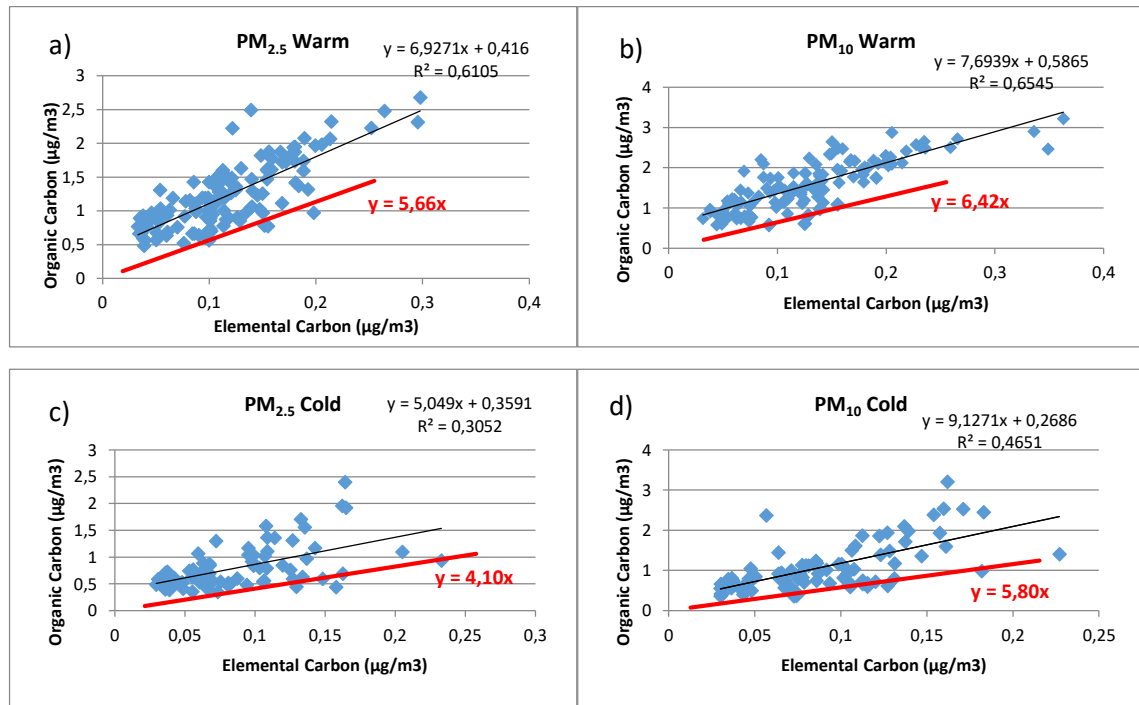 a)
PM2.5 Warm
y = 6,9271x + 0,416
R² = 0,6105
Organic Carbon (µg/m3)
3
2,5
2
1,5
1
0,5
0
y = 5,66x
0 0,1 0,2 0,3 0,4
Elemental Carbon (µg/m3)
b)
PM10 Warm
y = 7,6939x + 0,5865
R² = 0,6545
Organic Carbon (µg/m3)
4
3
2
1
0
y = 6,42x
0 0,1 0,2 0,3 0,4
Elemental Carbon (µg/m3)
c)
PM2.5 Cold
y = 5,049x + 0,3591
R² = 0,3052
Organic Carbon (µg/m3)
3
2,5
2
1,5
1
0,5
0
y = 4,10x
0 0,05 0,1 0,15 0,2 0,25 0,3
Elemental Carbon (µg/m3)
d)
PM10 Cold
y = 9,1271x + 0,2686
R² = 0,4651
Organic Carbon (µg/m3)
4
3
2
1
0
y = 5,80x
0 0,05 0,1 0,15 0,2 0,25
Elemental Carbon (µg/m3)